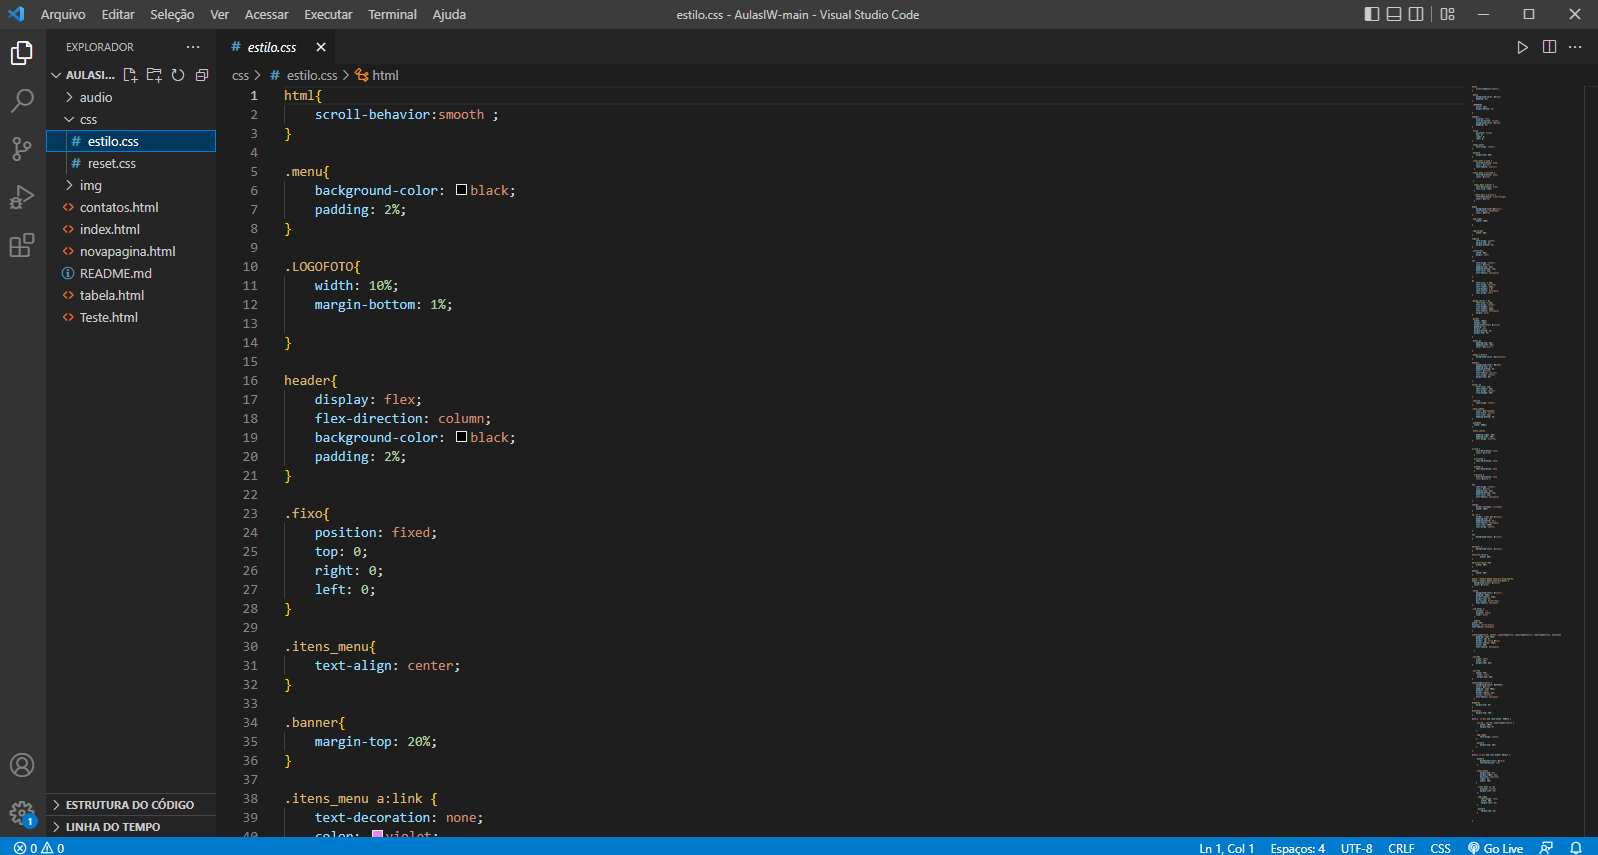 Arquivo Editar Seleção Ver Acessar Executar Terminal Ajuda
estilo.css - AulasIW-main - Visual Studio Code
EXPLORADOR
AULASI...
audio
css
estilo.css
reset.css
img
contatos.html
index.html
novapagina.html
README.md
tabela.html
Teste.html
ESTRUTURA DO CÓDIGO
LINHA DO TEMPO
1
# estilo.css
css > # estilo.css > html
1 html{
2     scroll-behavior:smooth ;
3 }
4
5 .menu{
6     background-color: black;
7     padding: 2%;
8 }
9
10 .LOGOFOTO{
11     width: 10%;
12     margin-bottom: 1%;
13
14 }
15
16 header{
17     display: flex;
18     flex-direction: column;
19     background-color: black;
20     padding: 2%;
21 }
22
23 .fixo{
24     position: fixed;
25     top: 0;
26     right: 0;
27     left: 0;
28 }
29
30 .itens_menu{
31     text-align: center;
32 }
33
34 .banner{
35     margin-top: 20%;
36 }
37
38 .itens_menu a:link {
39     text-decoration: none;
40     color: violet;
0 0
Ln 1, Col 1 Espaços: 4 UTF-8 CRLF CSS Go Live